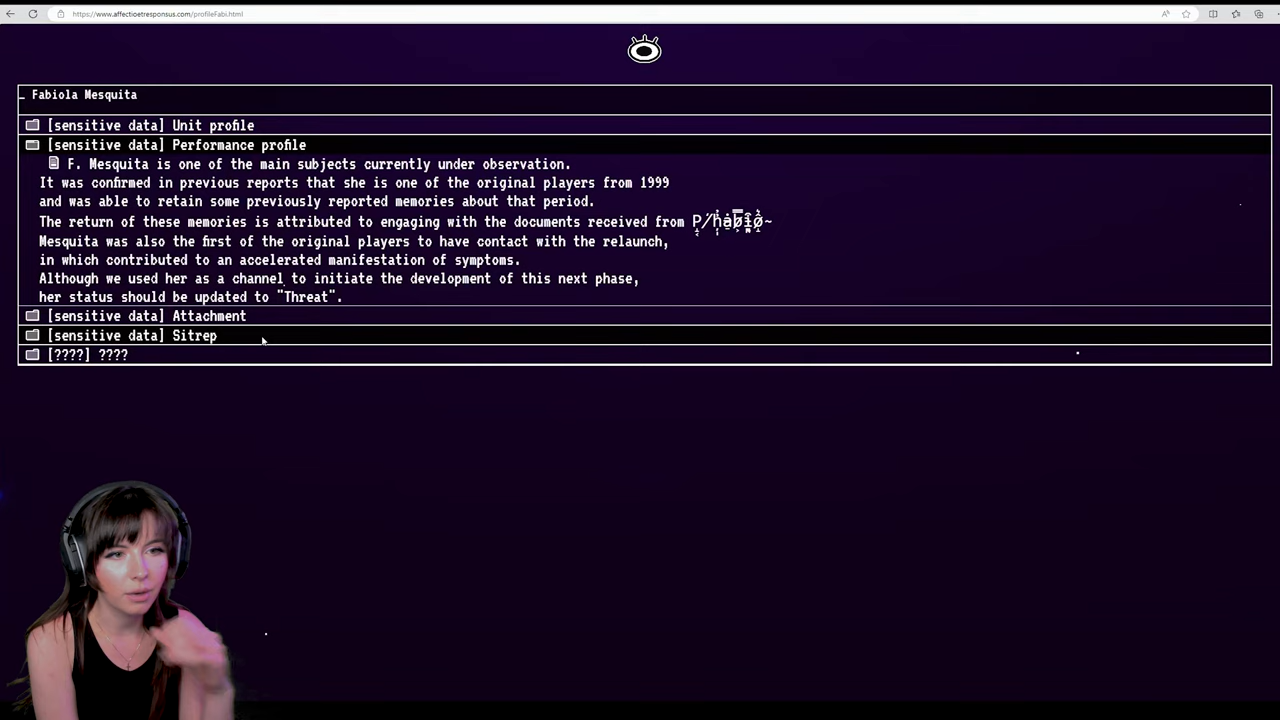 https://www.affectioetresponsus.com/profileFabi.html
_ Fabiola Mesquita
[sensitive data] Unit profile
[sensitive data] Performance profile
F. Mesquita is one of the main subjects currently under observation.
It was confirmed in previous reports that she is one of the original players from 1999
and was able to retain some previously reported memories about that period.
The return of these memories is attributed to engaging with the documents received from
Mesquita was also the first of the original players to have contact with the relaunch,
in which contributed to an accelerated manifestation of symptoms.
Although we used her as a channel to initiate the development of this next phase,
her status should be updated to "Threat".
[sensitive data] Attachment
[sensitive data] Sitrep
[????] ????